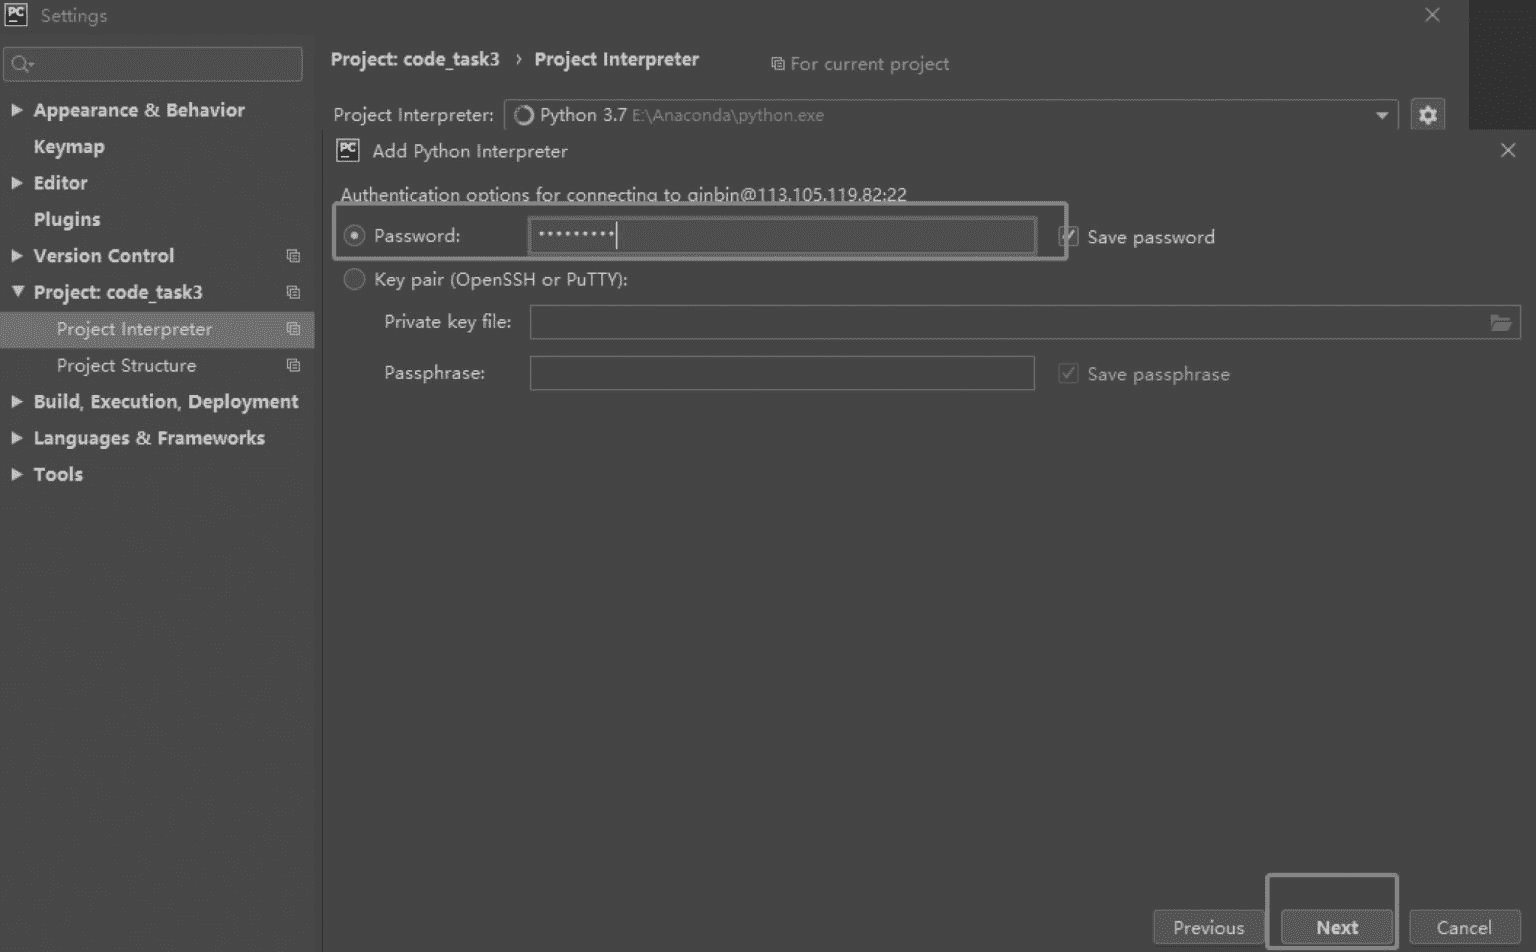 PC Settings
Project: code_task3 › Project Interpreter For current project
Project Interpreter: Python 3.7 E:\Anaconda\python.exe
Appearance & Behavior
Keymap
Editor
Plugins
Version Control
Project: code_task3
Project Interpreter
Project Structure
Build, Execution, Deployment
Languages & Frameworks
Tools
PC Add Python Interpreter
Authentication options for connecting to qinbin@113.105.119.82:22
Password: ••••••••• Save password
Key pair (OpenSSH or PuTTY):
Private key file:
Passphrase: Save passphrase
Previous Next Cancel